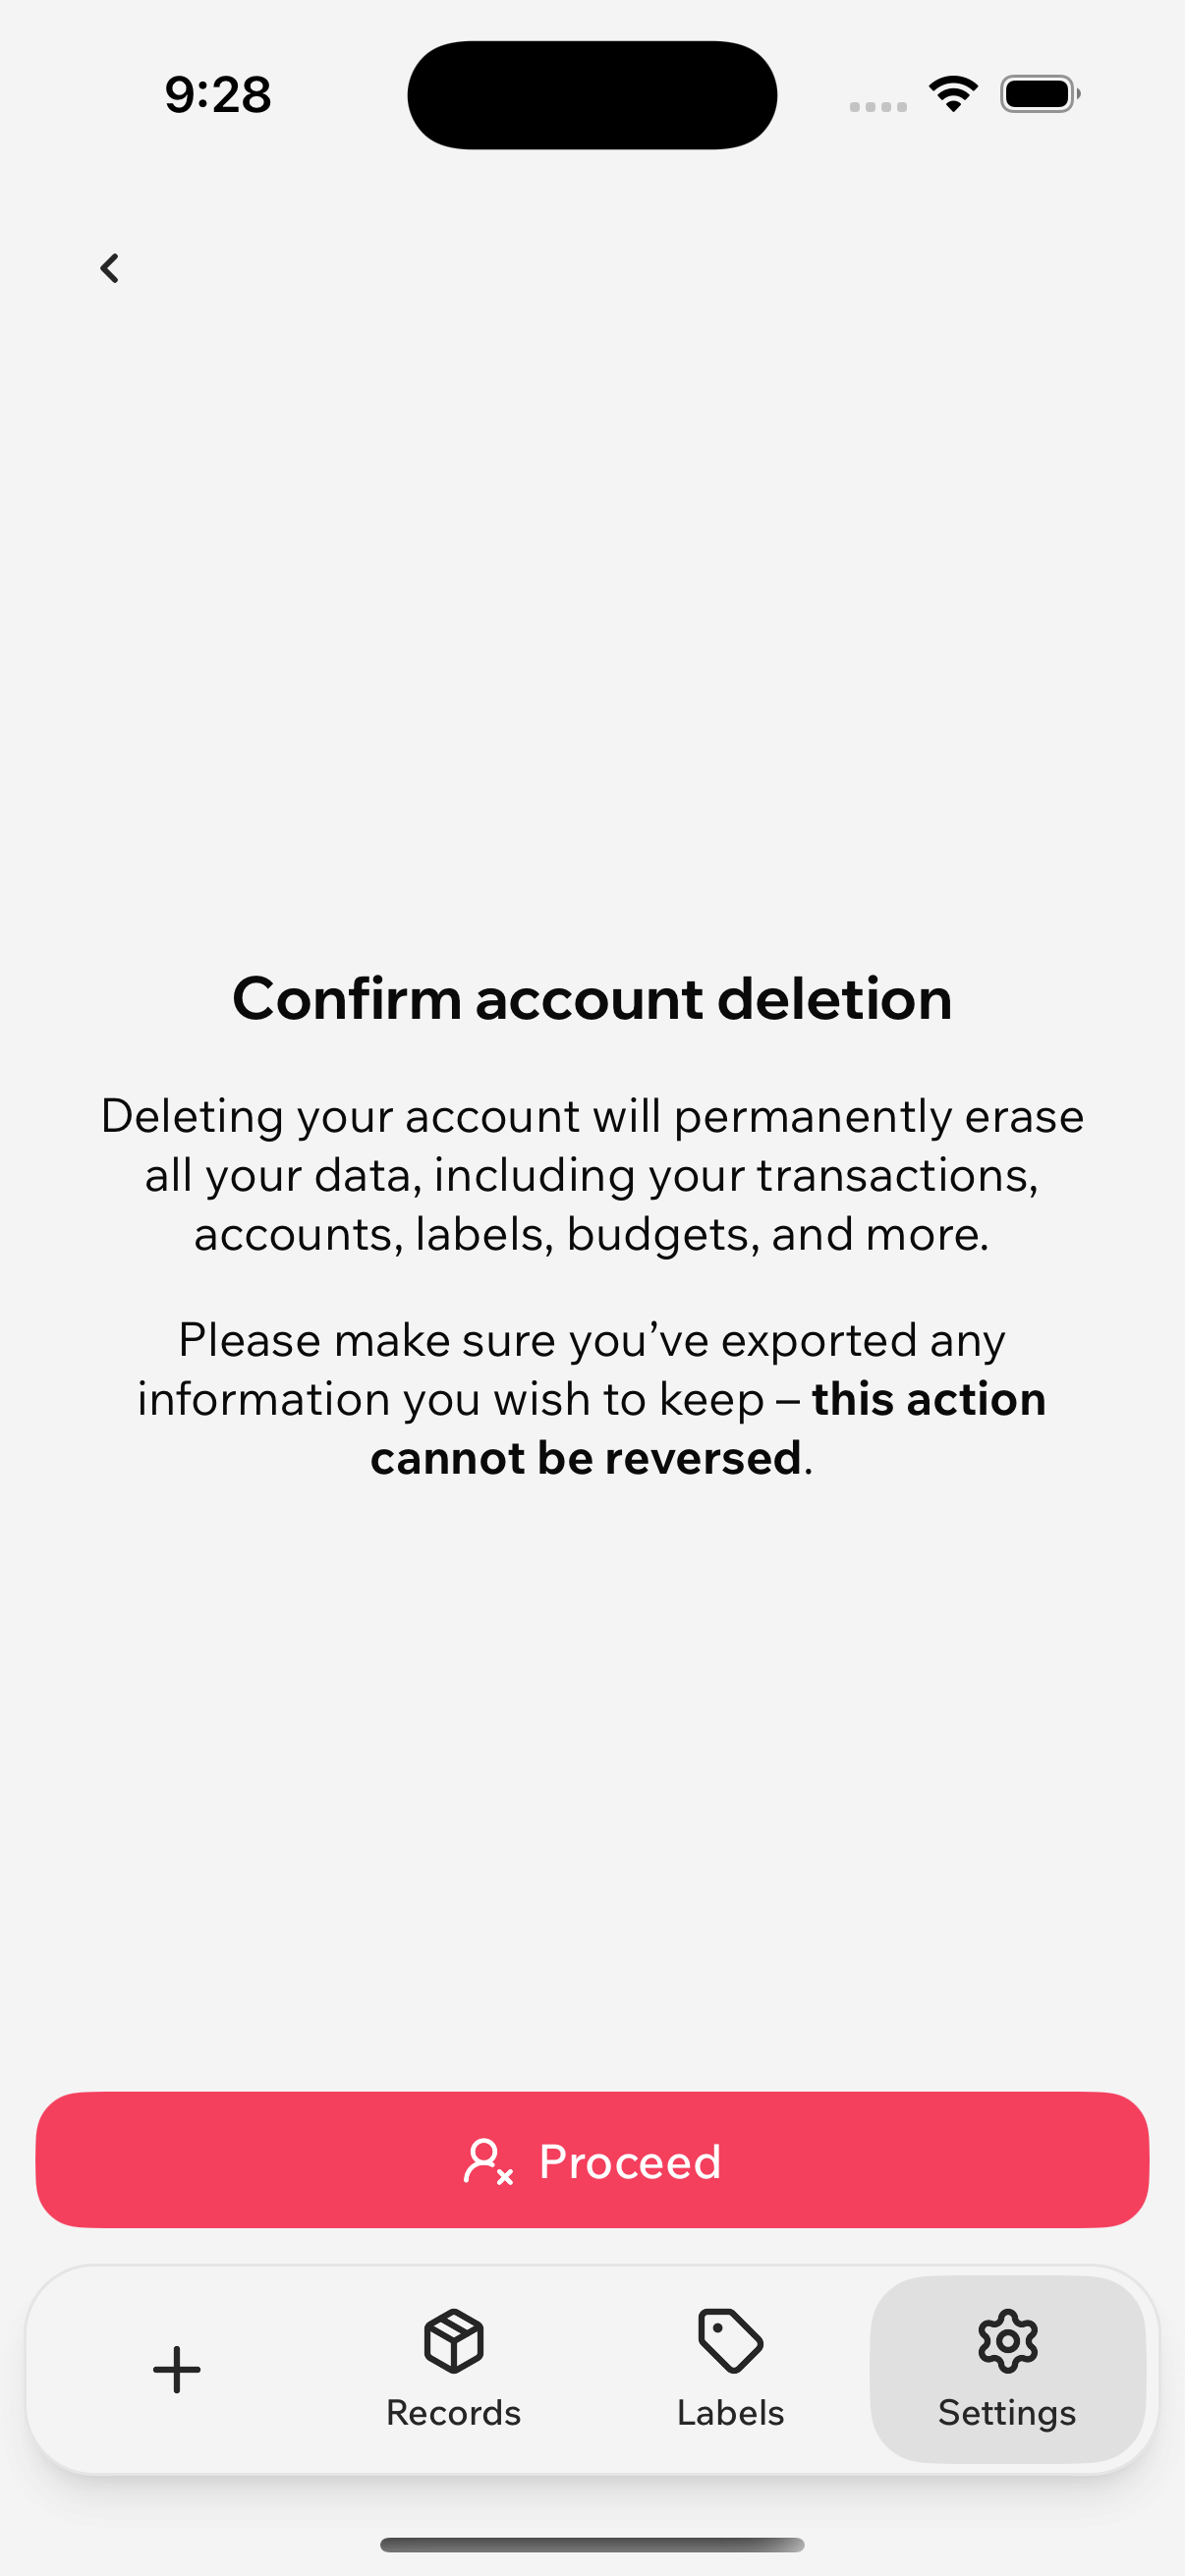 9:28
Confirm account deletion
Deleting your account will permanently erase
all your data, including your transactions,
accounts, labels, budgets, and more.
Please make sure you’ve exported any
information you wish to keep – this action
cannot be reversed.
Proceed
Records
Labels
Settings